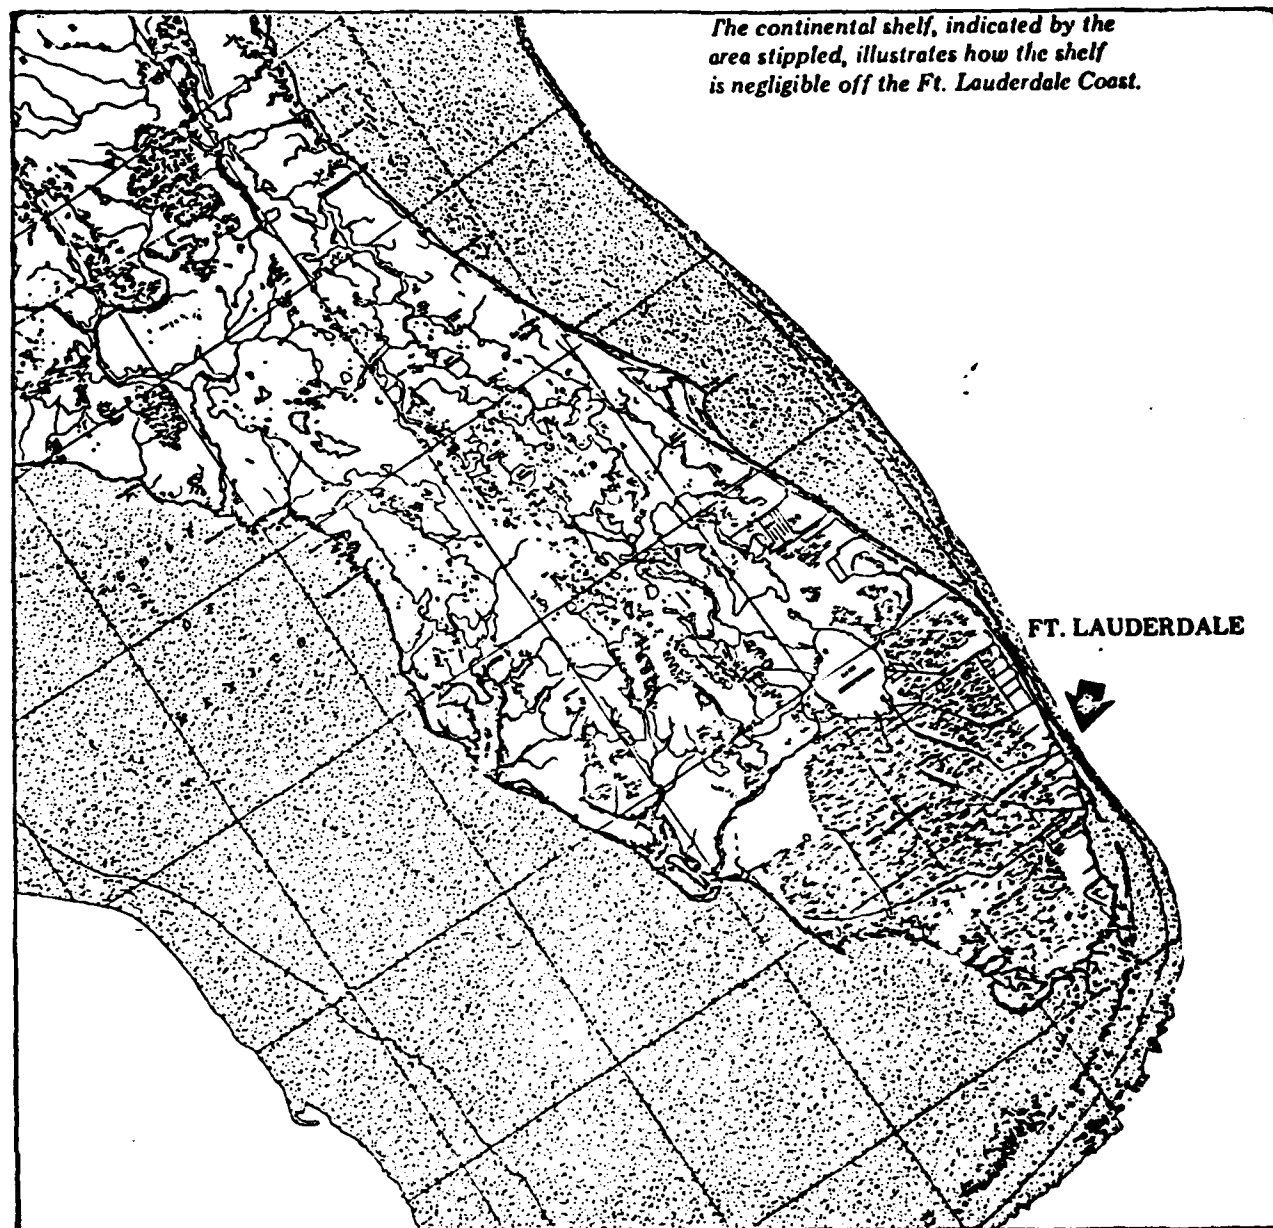 The continental shelf, indicated by the
area stippled, illustrates how the shelf
is negligible off the Ft. Lauderdale Coast.
FT. LAUDERDALE